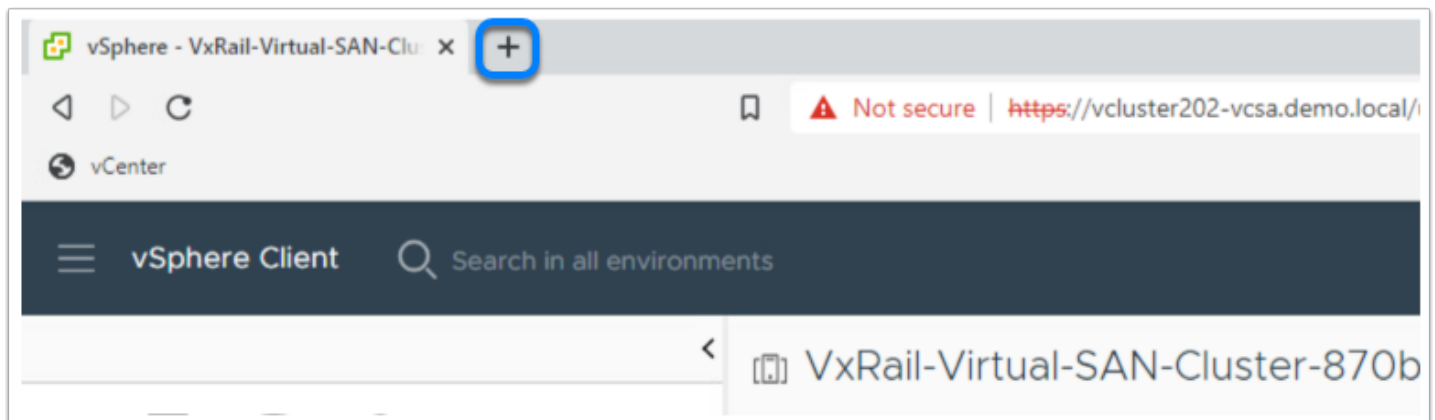 vSphere - VxRail-Virtual-SAN-Clu
Not secure | https://vcluster202-vcsa.demo.local/
vCenter
vSphere Client Search in all environments
VxRail-Virtual-SAN-Cluster-870b